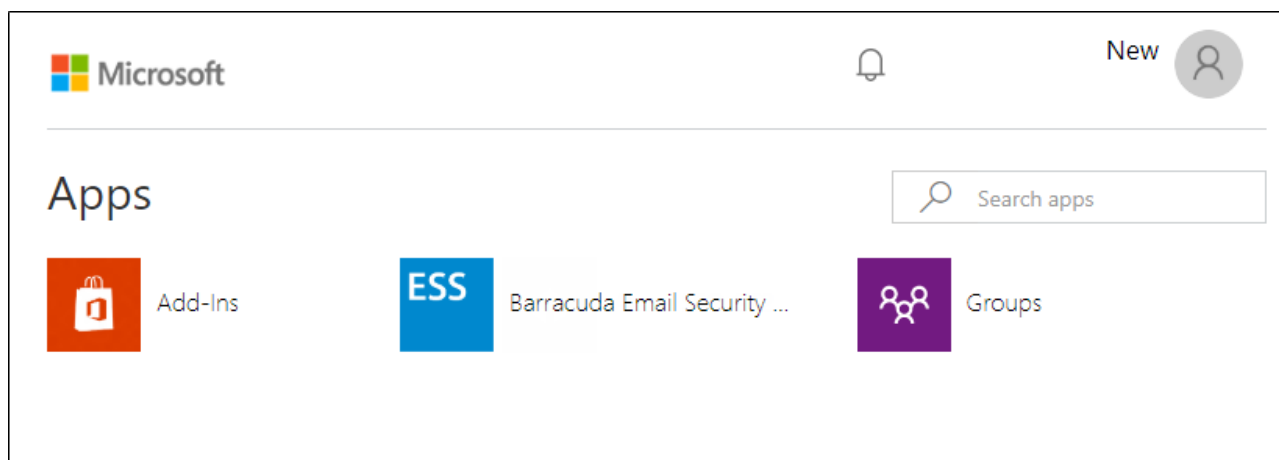 Microsoft
New
Apps
Search apps
Add-Ins
ESS
Barracuda Email Security ...
Groups